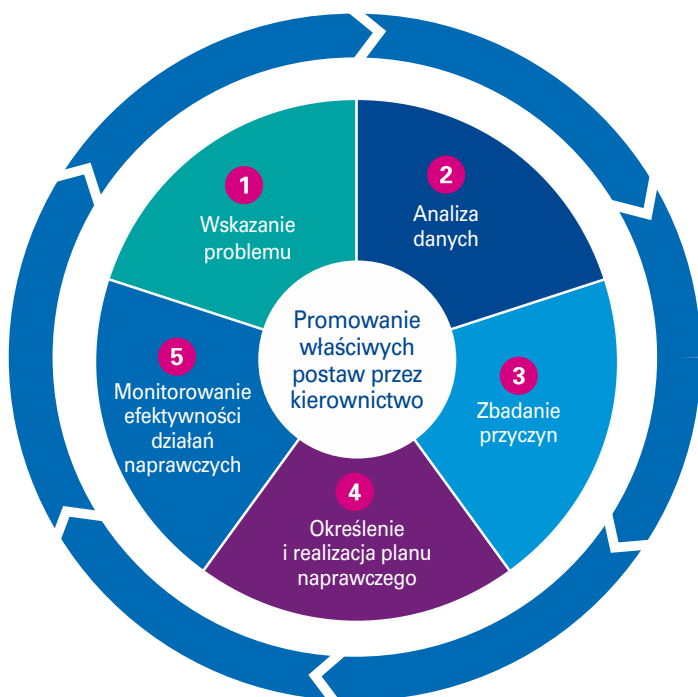 1
Wskazanie
problemu
2
Analiza
danych
3
Zbadanie
przyczyn
4
Określenie
i realizacja planu
naprawczego
5
Monitorowanie
efektywności
działań
naprawczych
Promowanie
właściwych
postaw przez
kierownictwo